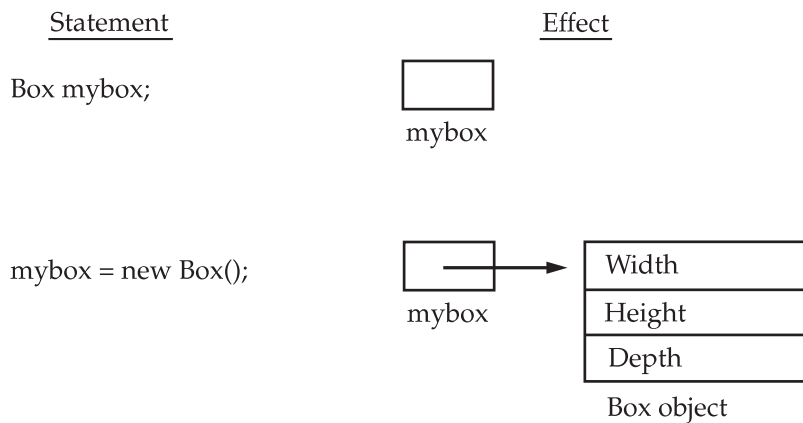 Statement Effect
Box mybox;
mybox
mybox = new Box();
mybox
Width
Height
Depth
Box object